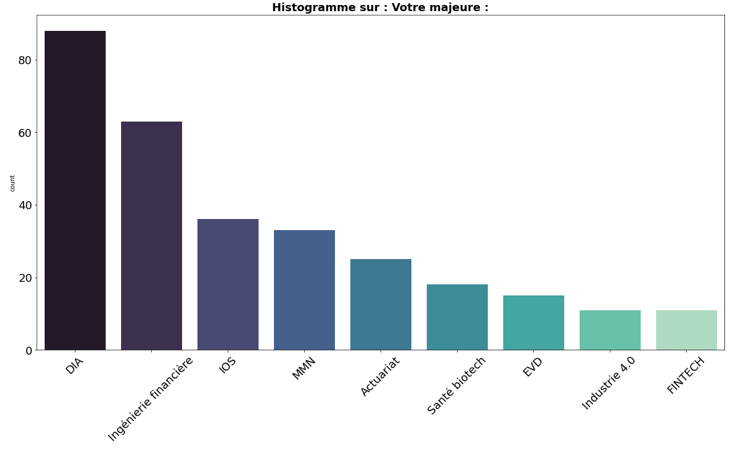 Histogramme sur : Votre majeure :
count
80
60
40
20
0
DIA
Ingénierie financière
IOS
MMN
Actuariat
Santé biotech
EVD
Industrie 4.0
FINTECH